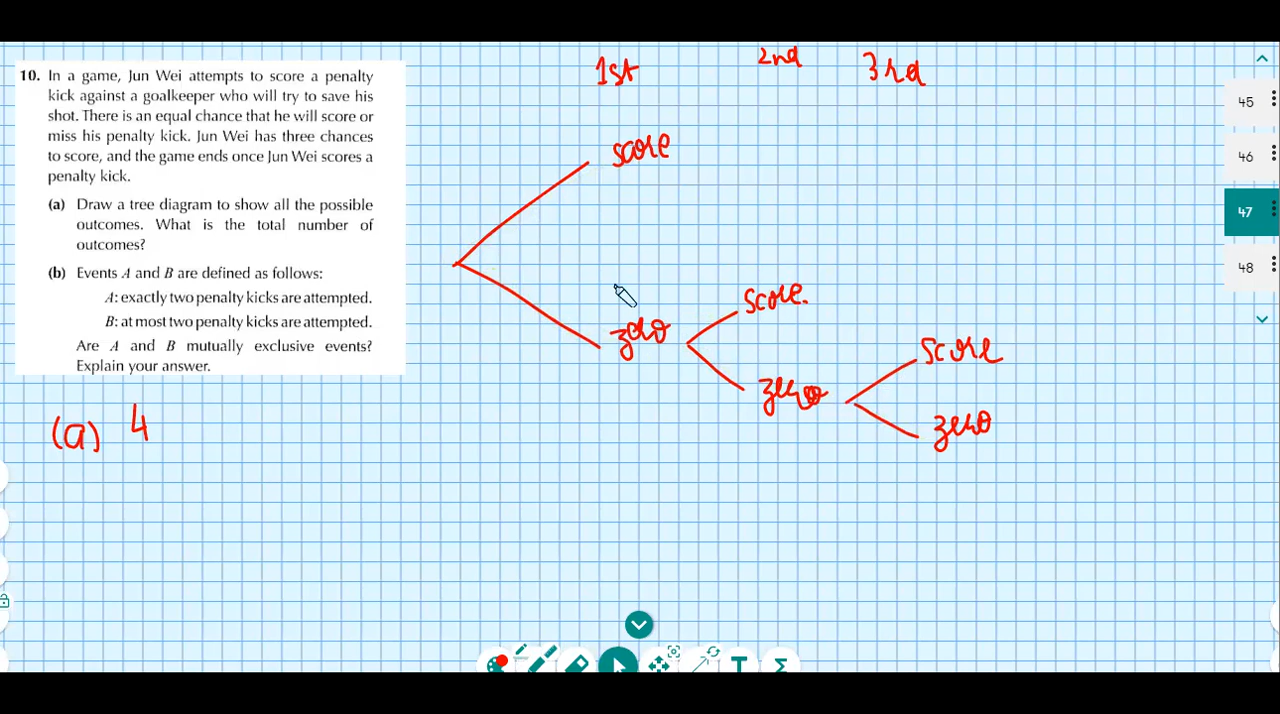 10. In a game, Jun Wei attempts to score a penalty
kick against a goalkeeper who will try to save his
shot. There is an equal chance that he will score or
miss his penalty kick. Jun Wei has three chances
to score, and the game ends once Jun Wei scores a
penalty kick.
(a) Draw a tree diagram to show all the possible
outcomes. What is the total number of
outcomes?
(b) Events A and B are defined as follows:
A: exactly two penalty kicks are attempted.
B: at most two penalty kicks are attempted.
Are A and B mutually exclusive events?
Explain your answer.
(a) 4
1st 2nd 3rd
score
score.
zero
score
zero
zero
45
46
47
48
T
Σ